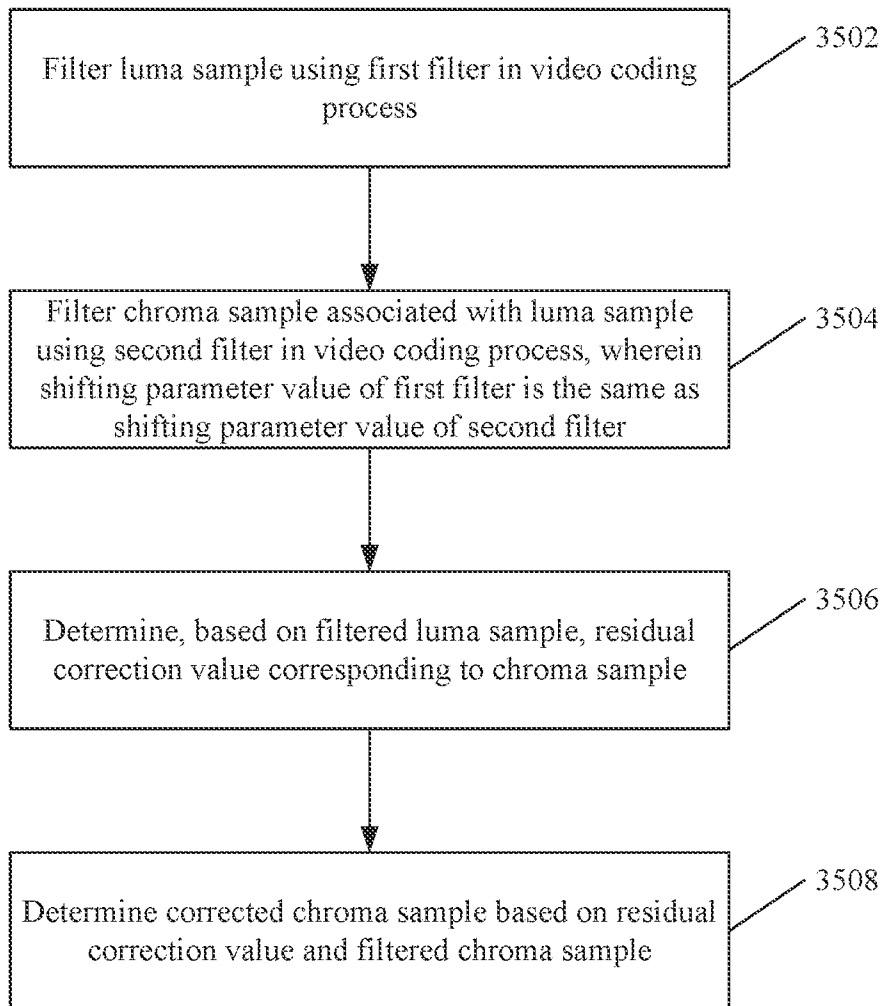 3502
Filter luma sample using first filter in video coding
process
3504
Filter chroma sample associated with luma sample
using second filter in video coding process, wherein
shifting parameter value of first filter is the same as
shifting parameter value of second filter
3506
Determine, based on filtered luma sample, residual
correction value corresponding to chroma sample
3508
Determine corrected chroma sample based on residual
correction value and filtered chroma sample